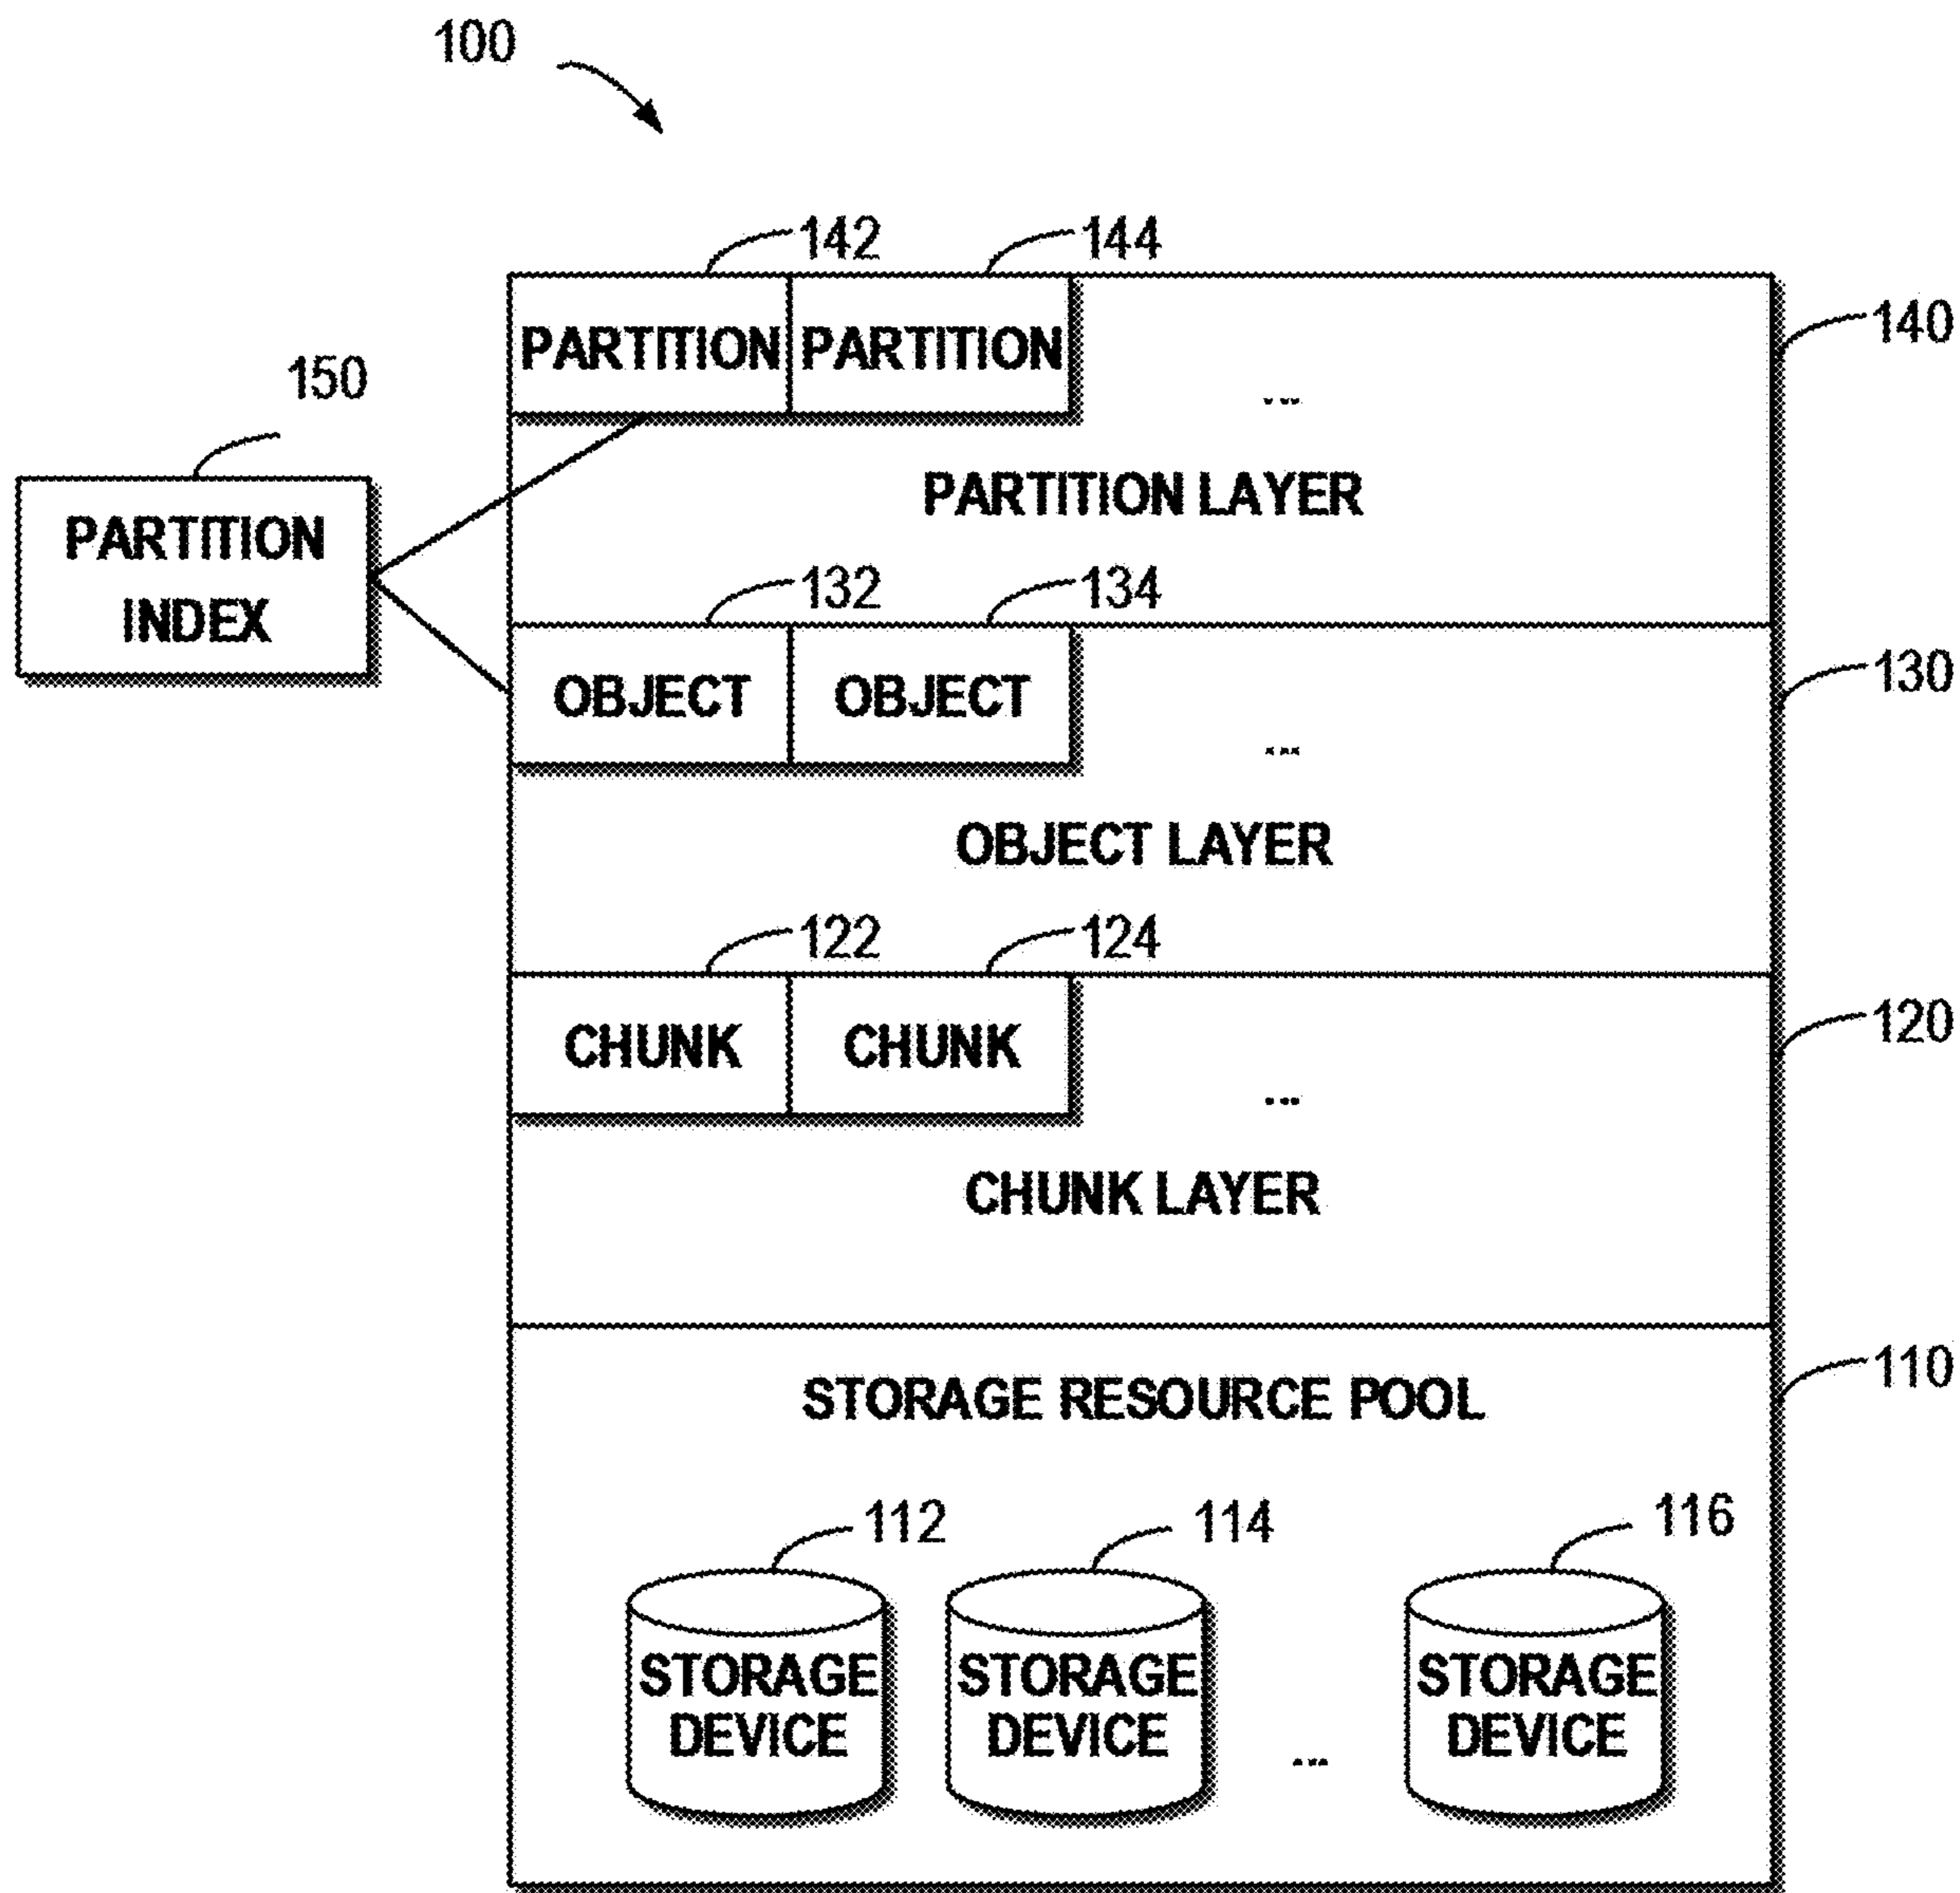 100
142
144
PARTITION
PARTITION
...
140
150
PARTITION LAYER
PARTITION
INDEX
132
134
OBJECT
OBJECT
...
130
OBJECT LAYER
122
124
CHUNK
CHUNK
...
120
CHUNK LAYER
110
STORAGE RESOURCE POOL
112
114
116
STORAGE
DEVICE
STORAGE
DEVICE
...
STORAGE
DEVICE